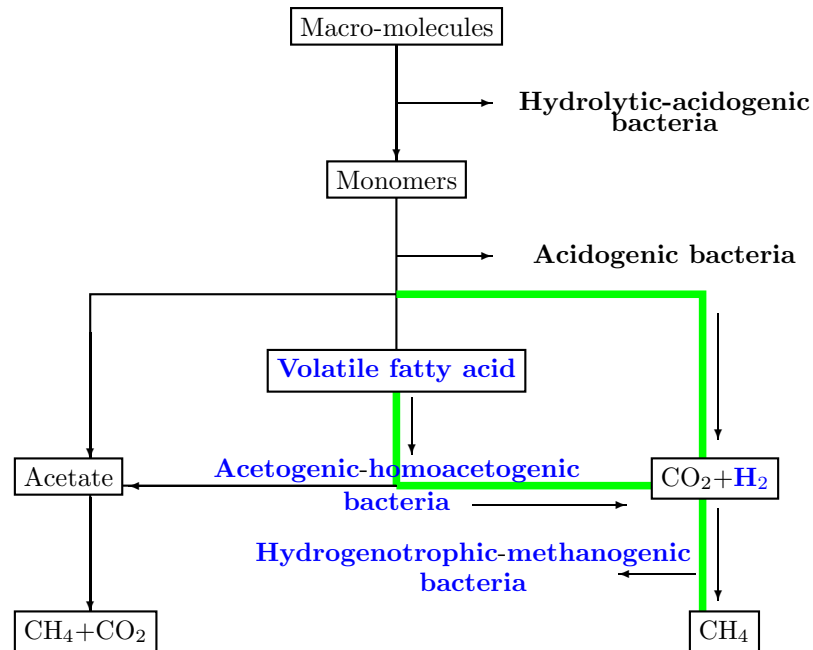 Macro-molecules
Hydrolytic-acidogenic
bacteria
Monomers
Acidogenic bacteria
Volatile fatty acid
Acetate
Acetogenic-homoacetogenic
bacteria
CO₂+H₂
Hydrogenotrophic-methanogenic
bacteria
CH₄+CO₂
CH₄